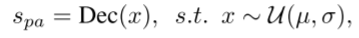 s_{pa} = Dec(x), s.t. x ∼ 𝒰(μ, σ),